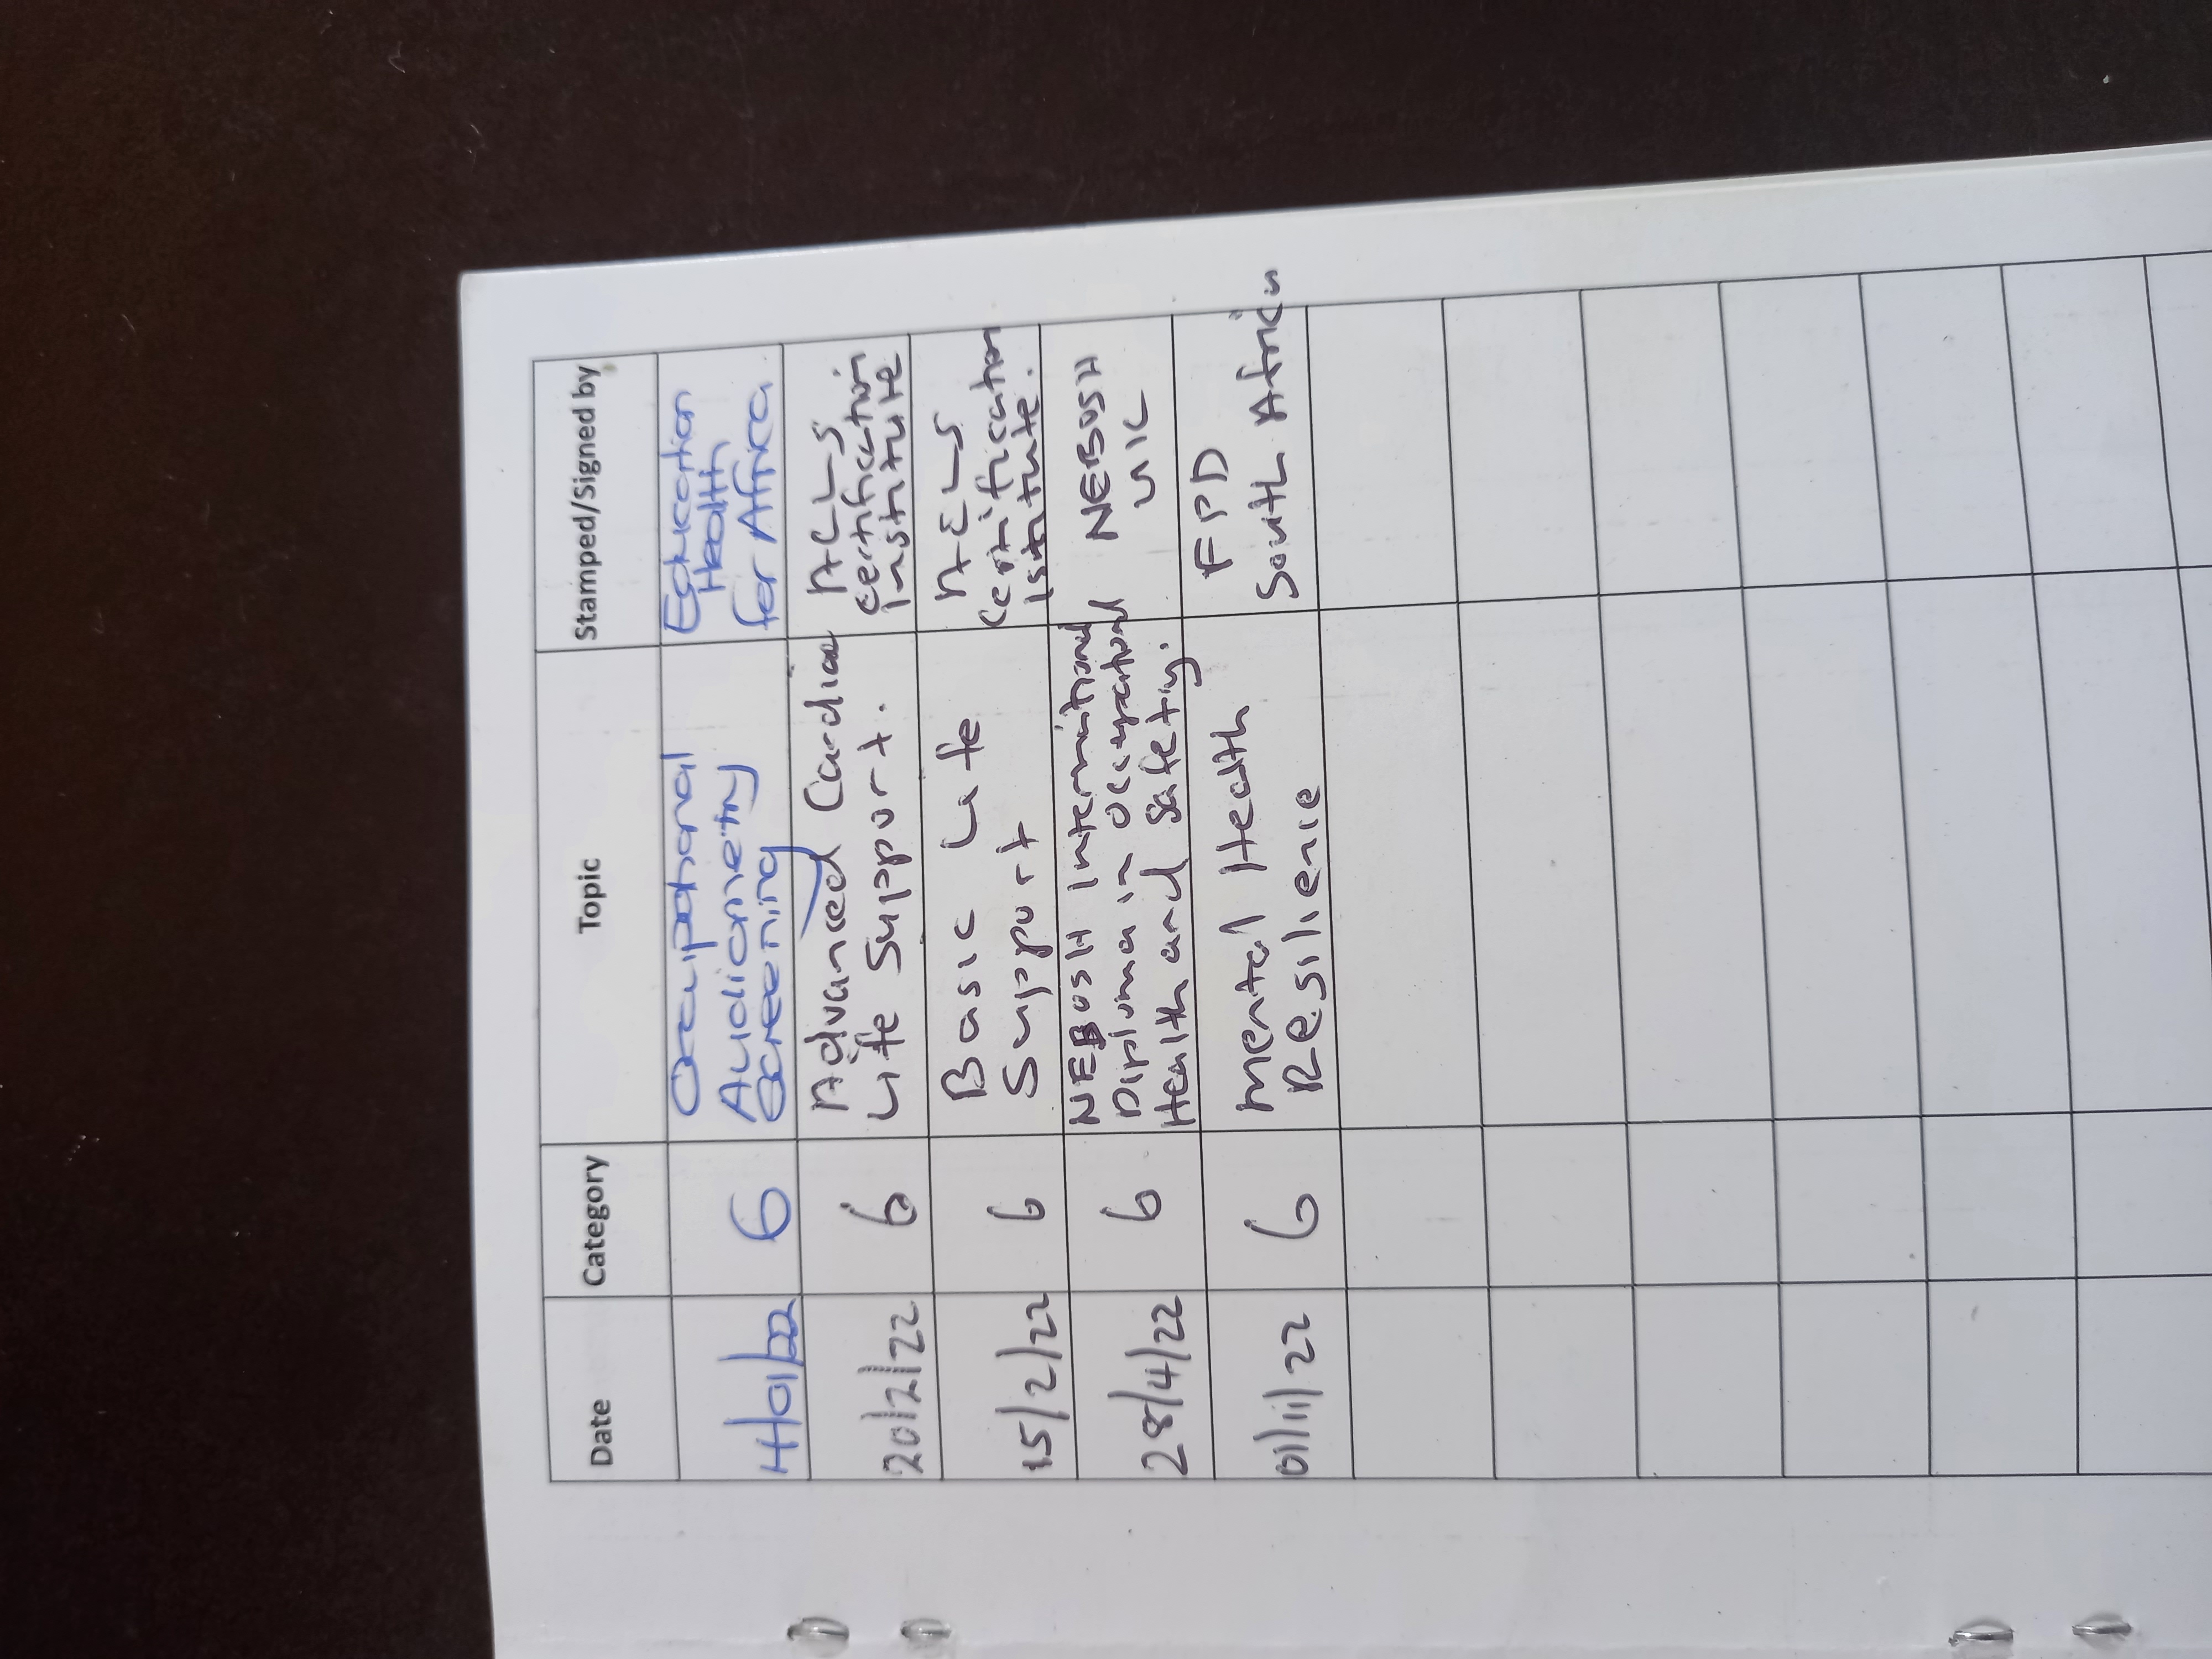 Date Category Topic Stamped/Signed by
Occupational Education
Health
Audiometry
4/01/22 6 Screening for Africa
Advanced Cardiac ACLS
Certification
20/2/22 6 Life Support. Institute
Basic Life ACLS
Certification
15/2/22 6 Support Istitute.
NEBOSH International
Diploma in Occupational NEBOSH
28/4/22 6 Health and Safety. UK
FPD
Mental Health South Africa
01/11/22 6 Resilience